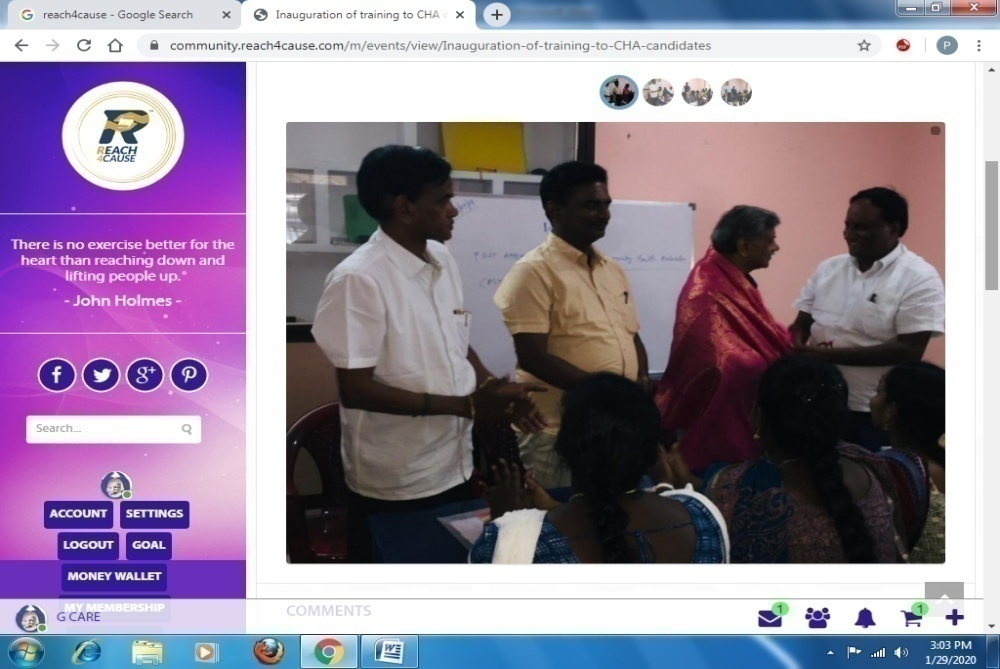 reach4cause - Google Search
Inauguration of training to CHA c
community.reach4cause.com/m/events/view/Inauguration-of-training-to-CHA-candidates
P
R
REACH
4CAUSE
There is no exercise better for the
heart than reaching down and
lifting people up."
- John Holmes -
Search...
ACCOUNT SETTINGS
LOGOUT GOAL
MONEY WALLET
MY MEMBERSHIP
G CARE
COMMENTS
1
1
3:03 PM
1/29/2020